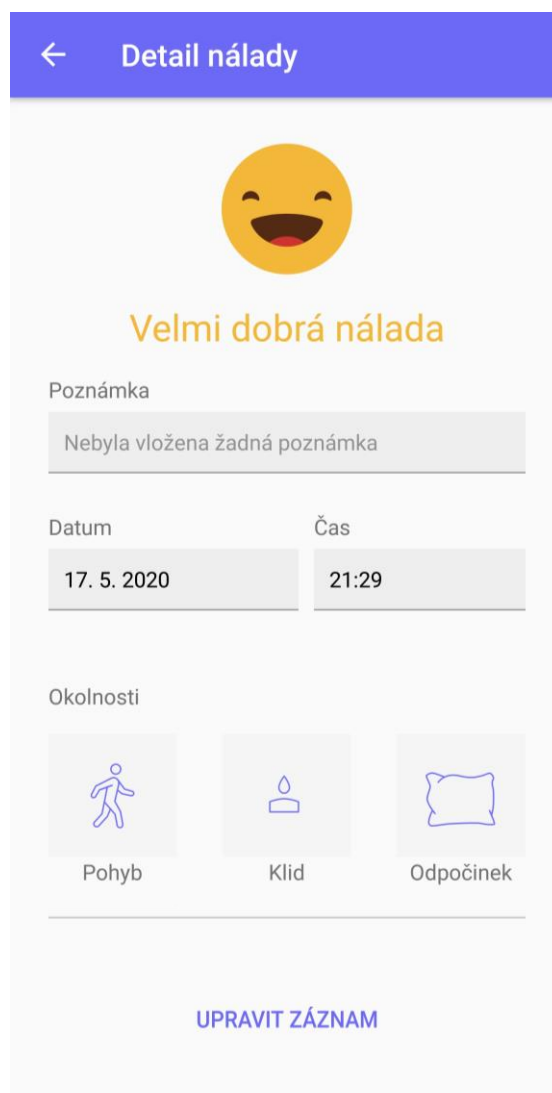 Detail nálady
Velmi dobrá nálada
Poznámka
Nebyla vložena žadná poznámka
Datum
Čas
17. 5. 2020
21:29
Okolnosti
Pohyb
Klid
Odpočinek
UPRAVIT ZÁZNAM